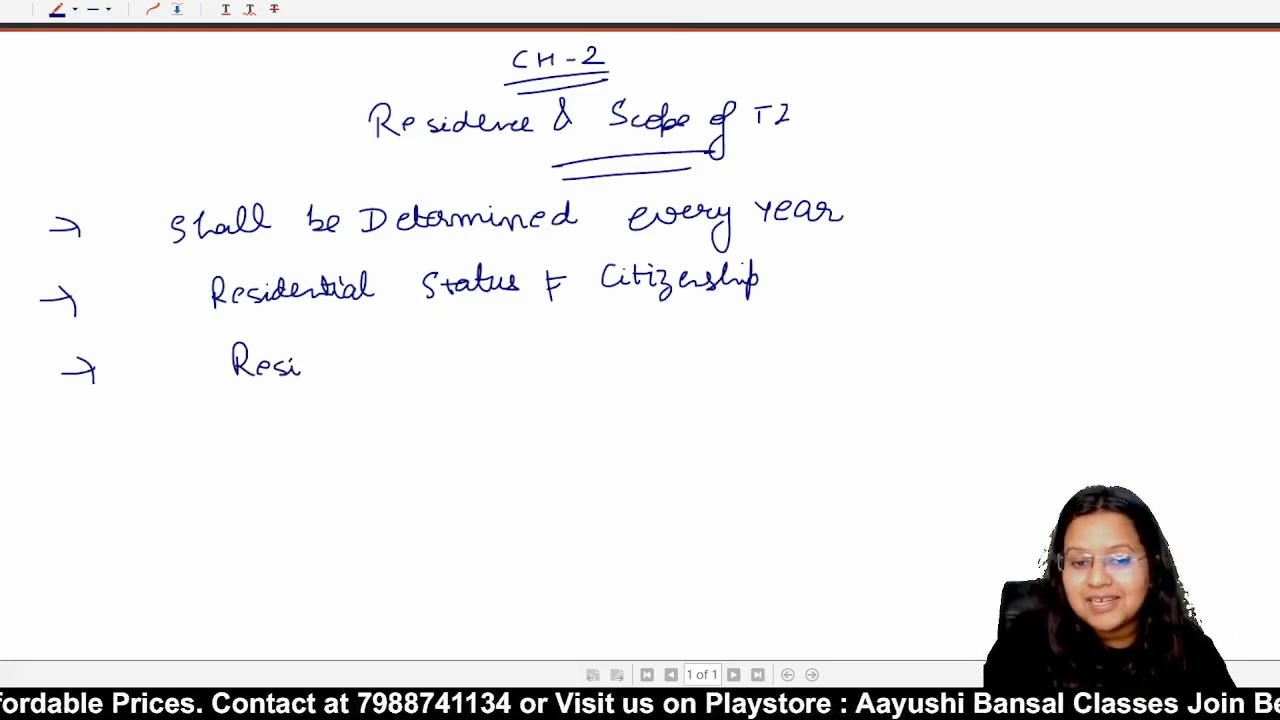 CH-2
Residence & Scope of TI
→ Shall be Determined every year
→ Residential Status ≠ Citizenship
→ Resi
1 of 1
fordable Prices. Contact at 7988741134 or Visit us on Playstore : Aayushi Bansal Classes Join Be